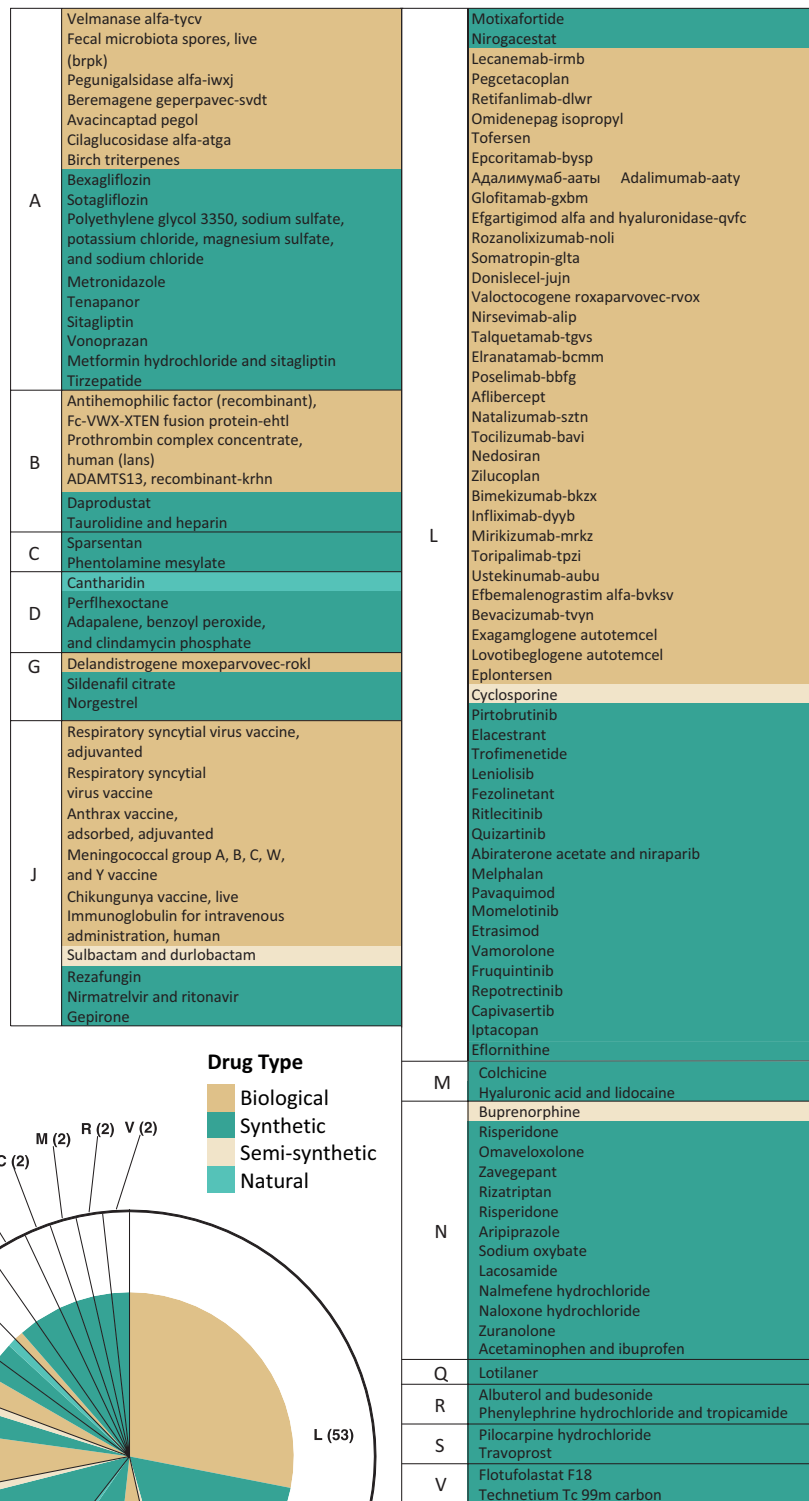 A
Velmanase alfa-tycv
Fecal microbiota spores, live
(brpk)
Pegunigalsidase alfa-iwxj
Beremagene geperpavec-svdt
Avacincaptad pegol
Cilaglucosidase alfa-atga
Birch triterpenes
Bexagliflozin
Sotagliflozin
Polyethylene glycol 3350, sodium sulfate,
potassium chloride, magnesium sulfate,
and sodium chloride
Metronidazole
Tenapanor
Sitagliptin
Vonoprazan
Metformin hydrochloride and sitagliptin
Tirzepatide
B
Antihemophilic factor (recombinant),
Fc-VWX-XTEN fusion protein-ehtl
Prothrombin complex concentrate,
human (lans)
ADAMTS13, recombinant-krhn
Daprodustat
Taurolidine and heparin
C
Sparsentan
Phentolamine mesylate
D
Cantharidin
Perflhexoctane
Adapalene, benzoyl peroxide,
and clindamycin phosphate
G
Delandistrogene moxeparvovec-rokl
Sildenafil citrate
Norgestrel
J
Respiratory syncytial virus vaccine,
adjuvanted
Respiratory syncytial
virus vaccine
Anthrax vaccine,
adsorbed, adjuvanted
Meningococcal group A, B, C, W,
and Y vaccine
Chikungunya vaccine, live
Immunoglobulin for intravenous
administration, human
Sulbactam and durlobactam
Rezafungin
Nirmatrelvir and ritonavir
Gepirone
L
Motixafortide
Nirogacestat
Lecanemab-irmb
Pegcetacoplan
Retifanlimab-dlwr
Omidenepag isopropyl
Tofersen
Epcoritamab-bysp
Адалимумаб-ааты Adalimumab-aaty
Glofitamab-gxbm
Efgartigimod alfa and hyaluronidase-qvfc
Rozanolixizumab-noli
Somatropin-glta
Donislecel-jujn
Valoctocogene roxaparvovec-rvox
Nirsevimab-alip
Talquetamab-tgvs
Elranatamab-bcmm
Poselimab-bbfg
Aflibercept
Natalizumab-sztn
Tocilizumab-bavi
Nedosiran
Zilucoplan
Bimekizumab-bkzx
Infliximab-dyyb
Mirikizumab-mrkz
Toripalimab-tpzi
Ustekinumab-aubu
Efbemalenograstim alfa-bvksv
Bevacizumab-tvyn
Exagamglogene autotemcel
Lovotibeglogene autotemcel
Eplontersen
Cyclosporine
Pirtobrutinib
Elacestrant
Trofimenetide
Leniolisib
Fezolinetant
Ritlecitinib
Quizartinib
Abiraterone acetate and niraparib
Melphalan
Pavaquimod
Momelotinib
Etrasimod
Vamorolone
Fruquintinib
Repotrectinib
Capivasertib
Iptacopan
Eflornithine
M
Colchicine
Hyaluronic acid and lidocaine
N
Buprenorphine
Risperidone
Omaveloxolone
Zavegepant
Rizatriptan
Risperidone
Aripiprazole
Sodium oxybate
Lacosamide
Nalmefene hydrochloride
Naloxone hydrochloride
Zuranolone
Acetaminophen and ibuprofen
Q
Lotilaner
R
Albuterol and budesonide
Phenylephrine hydrochloride and tropicamide
S
Pilocarpine hydrochloride
Travoprost
V
Flotufolastat F18
Technetium Tc 99m carbon
Drug Type
Biological
Synthetic
Semi-synthetic
Natural
C (2)
M (2)
R (2)
V (2)
L (53)